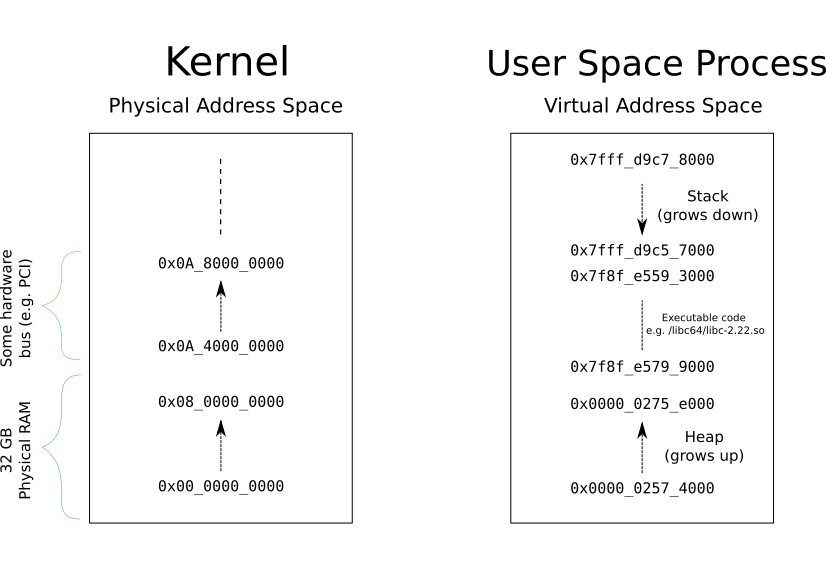 Kernel
Physical Address Space
0x0A_8000_0000
0x0A_4000_0000
0x08_0000_0000
0x00_0000_0000
Some hardware
bus (e.g. PCI)
32 GB
Physical RAM
User Space Process
Virtual Address Space
0x7fff_d9c7_8000
Stack
(grows down)
0x7fff_d9c5_7000
0x7f8f_e559_3000
Executable code
e.g. /libc64/libc-2.22.so
0x7f8f_e579_9000
0x0000_0275_e000
Heap
(grows up)
0x0000_0257_4000